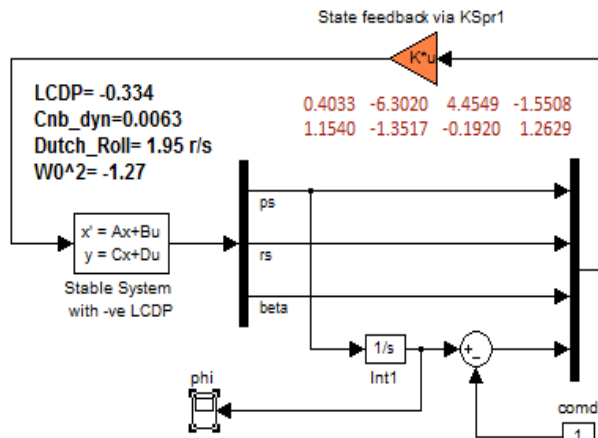 State feedback via KSpr1
K*u
LCDP= -0.334
Cnb_dyn=0.0063
Dutch_Roll= 1.95 r/s
W0^2= -1.27
0.4033 -6.3020 4.4549 -1.5508
1.1540 -1.3517 -0.1920 1.2629
ps
x' = Ax+Bu
y = Cx+Du
rs
Stable System
with -ve LCDP
beta
1/s
+
_
phi
Int1
comd
1